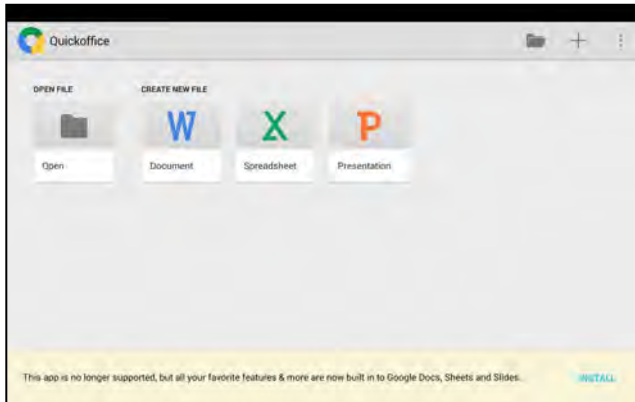 Quickoffice
OPEN FILE CREATE NEW FILE
W X P
Open Document Spreadsheet Presentation
This app is no longer supported, but all your favorite features & more are now built in to Google Docs, Sheets and Slides. INSTALL